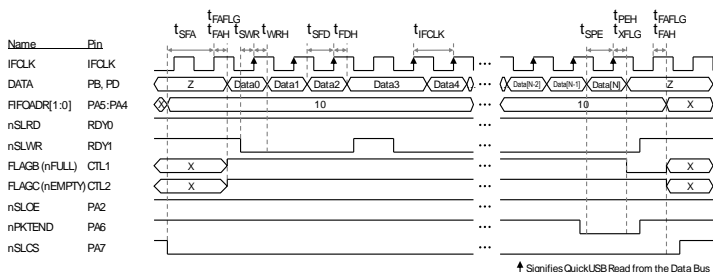 tFAFLG tPEH tFAFLG
tSFA tFAH tSWR tWRH tSFD tFDH tIFCLK tSPE tXFLG tFAH
Name Pin
IFCLK IFCLK ...
DATA PB, PD Z Data0 Data1 Data2 Data3 Data4 ... Data[N-2] Data[N-1] Data[N] Z
FIFOADR[1:0] PA5:PA4 X 10 ... 10 X
nSLRD RDY0 ...
nSLWR RDY1 ...
FLAGB (nFULL) CTL1 X ... X
FLAGC (nEMPTY) CTL2 X ... X
nSLOE PA2 ...
nPKTEND PA6 ...
nSLCS PA7 ...
Signifies QuickUSB Read from the Data Bus